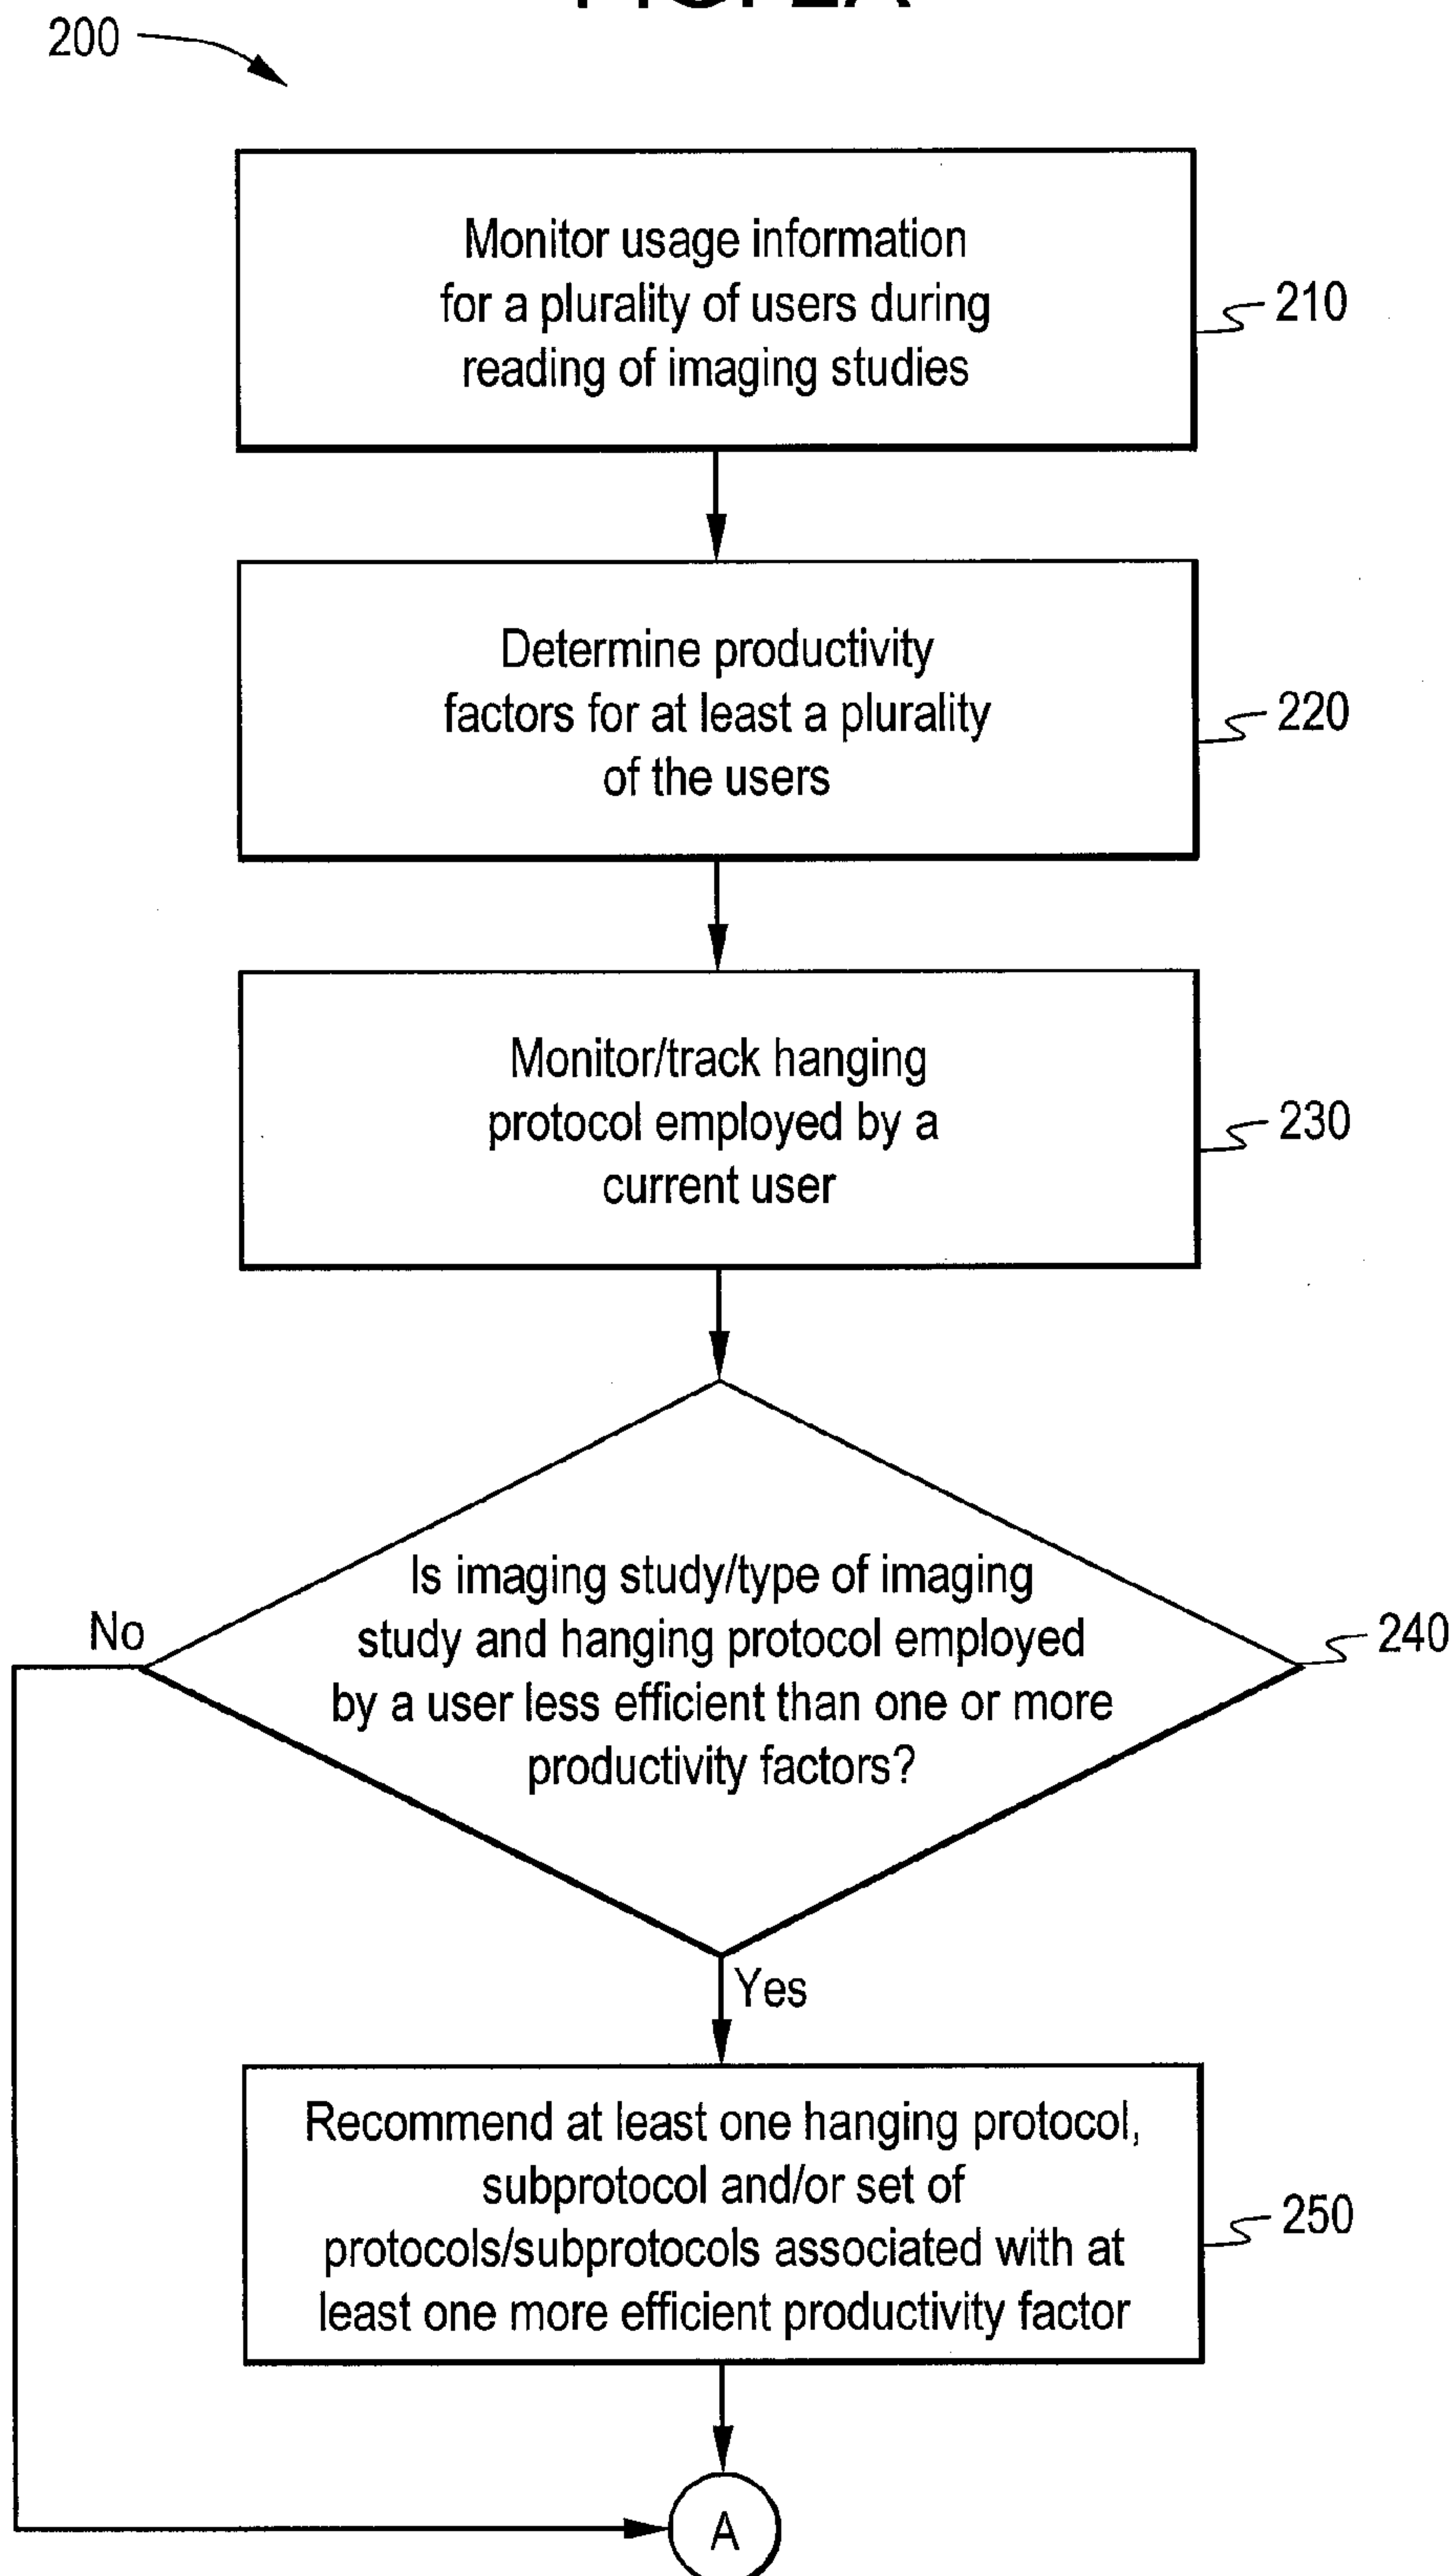 200
Monitor usage information
for a plurality of users during
reading of imaging studies
210
Determine productivity
factors for at least a plurality
of the users
220
Monitor/track hanging
protocol employed by a
current user
230
Is imaging study/type of imaging
study and hanging protocol employed
by a user less efficient than one or more
productivity factors?
240
No
Yes
Recommend at least one hanging protocol,
subprotocol and/or set of
protocols/subprotocols associated with at
least one more efficient productivity factor
250
A